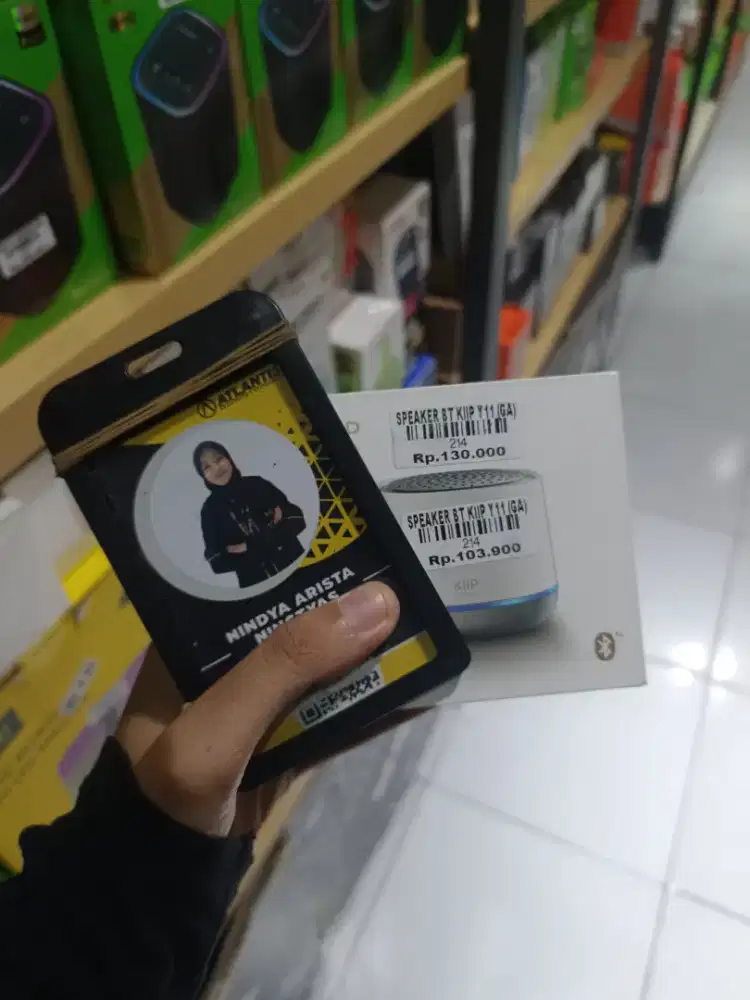 ATLANTIS
NINDYA ARISTA
SPEAKER BT KIIP Y11 (GA)
214
Rp.130.000
SPEAKER BT KIIP Y11 (GA)
214
Rp.103.900
KIIP